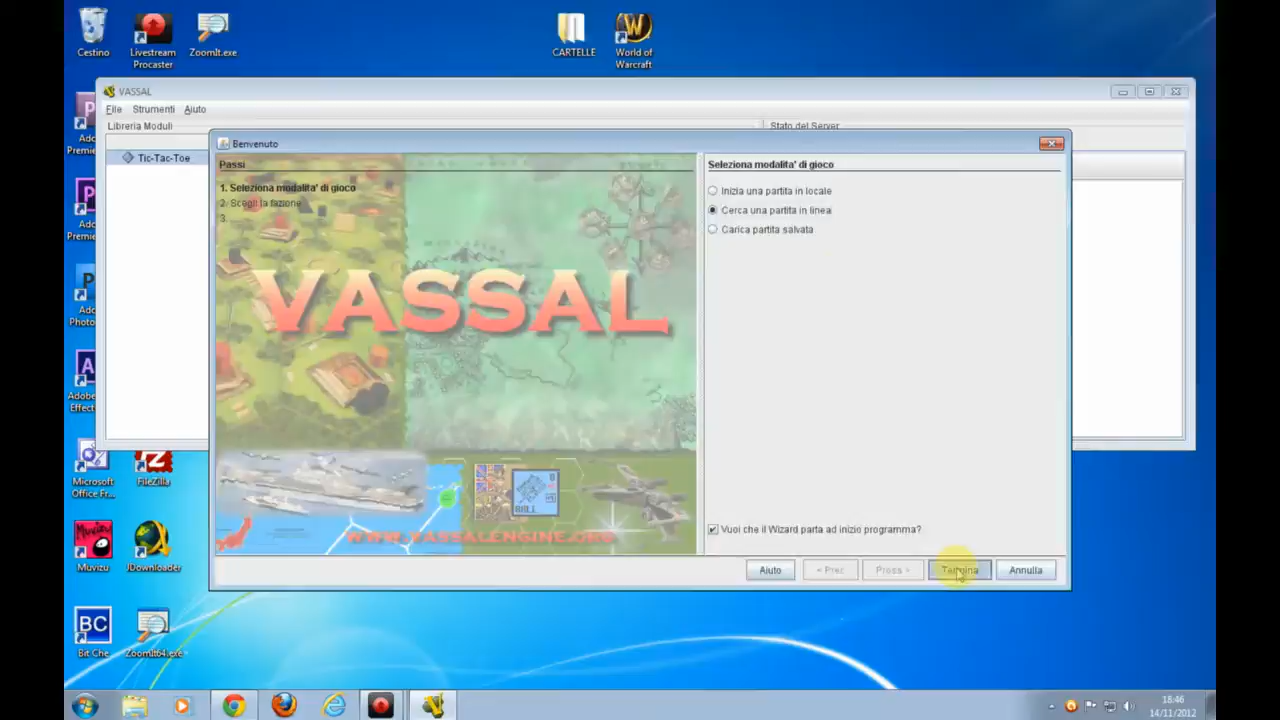 Cestino
Livestream
Procaster
ZoomIt.exe
CARTELLE
World of
Warcraft
VASSAL
File Strumenti Aiuto
Libreria Moduli
Stato del Server
Tic-Tac-Toe
Benvenuto
Passi
1. Seleziona modalita' di gioco
2. Scegli la fazione
3. ......
Seleziona modalita' di gioco
Inizia una partita in locale
Cerca una partita in linea
Carica partita salvata
VASSAL
BALL
WWW.VASSALENGINE.ORG
Vuoi che il Wizard parta ad inizio programma?
Aiuto
< Prec
Pross >
Termina
Annulla
Microsoft
Office Fr...
FileZilla
Muvizu
JDownloader
BC
Bit Che
ZoomIt64.exe
18:46
14/11/2012